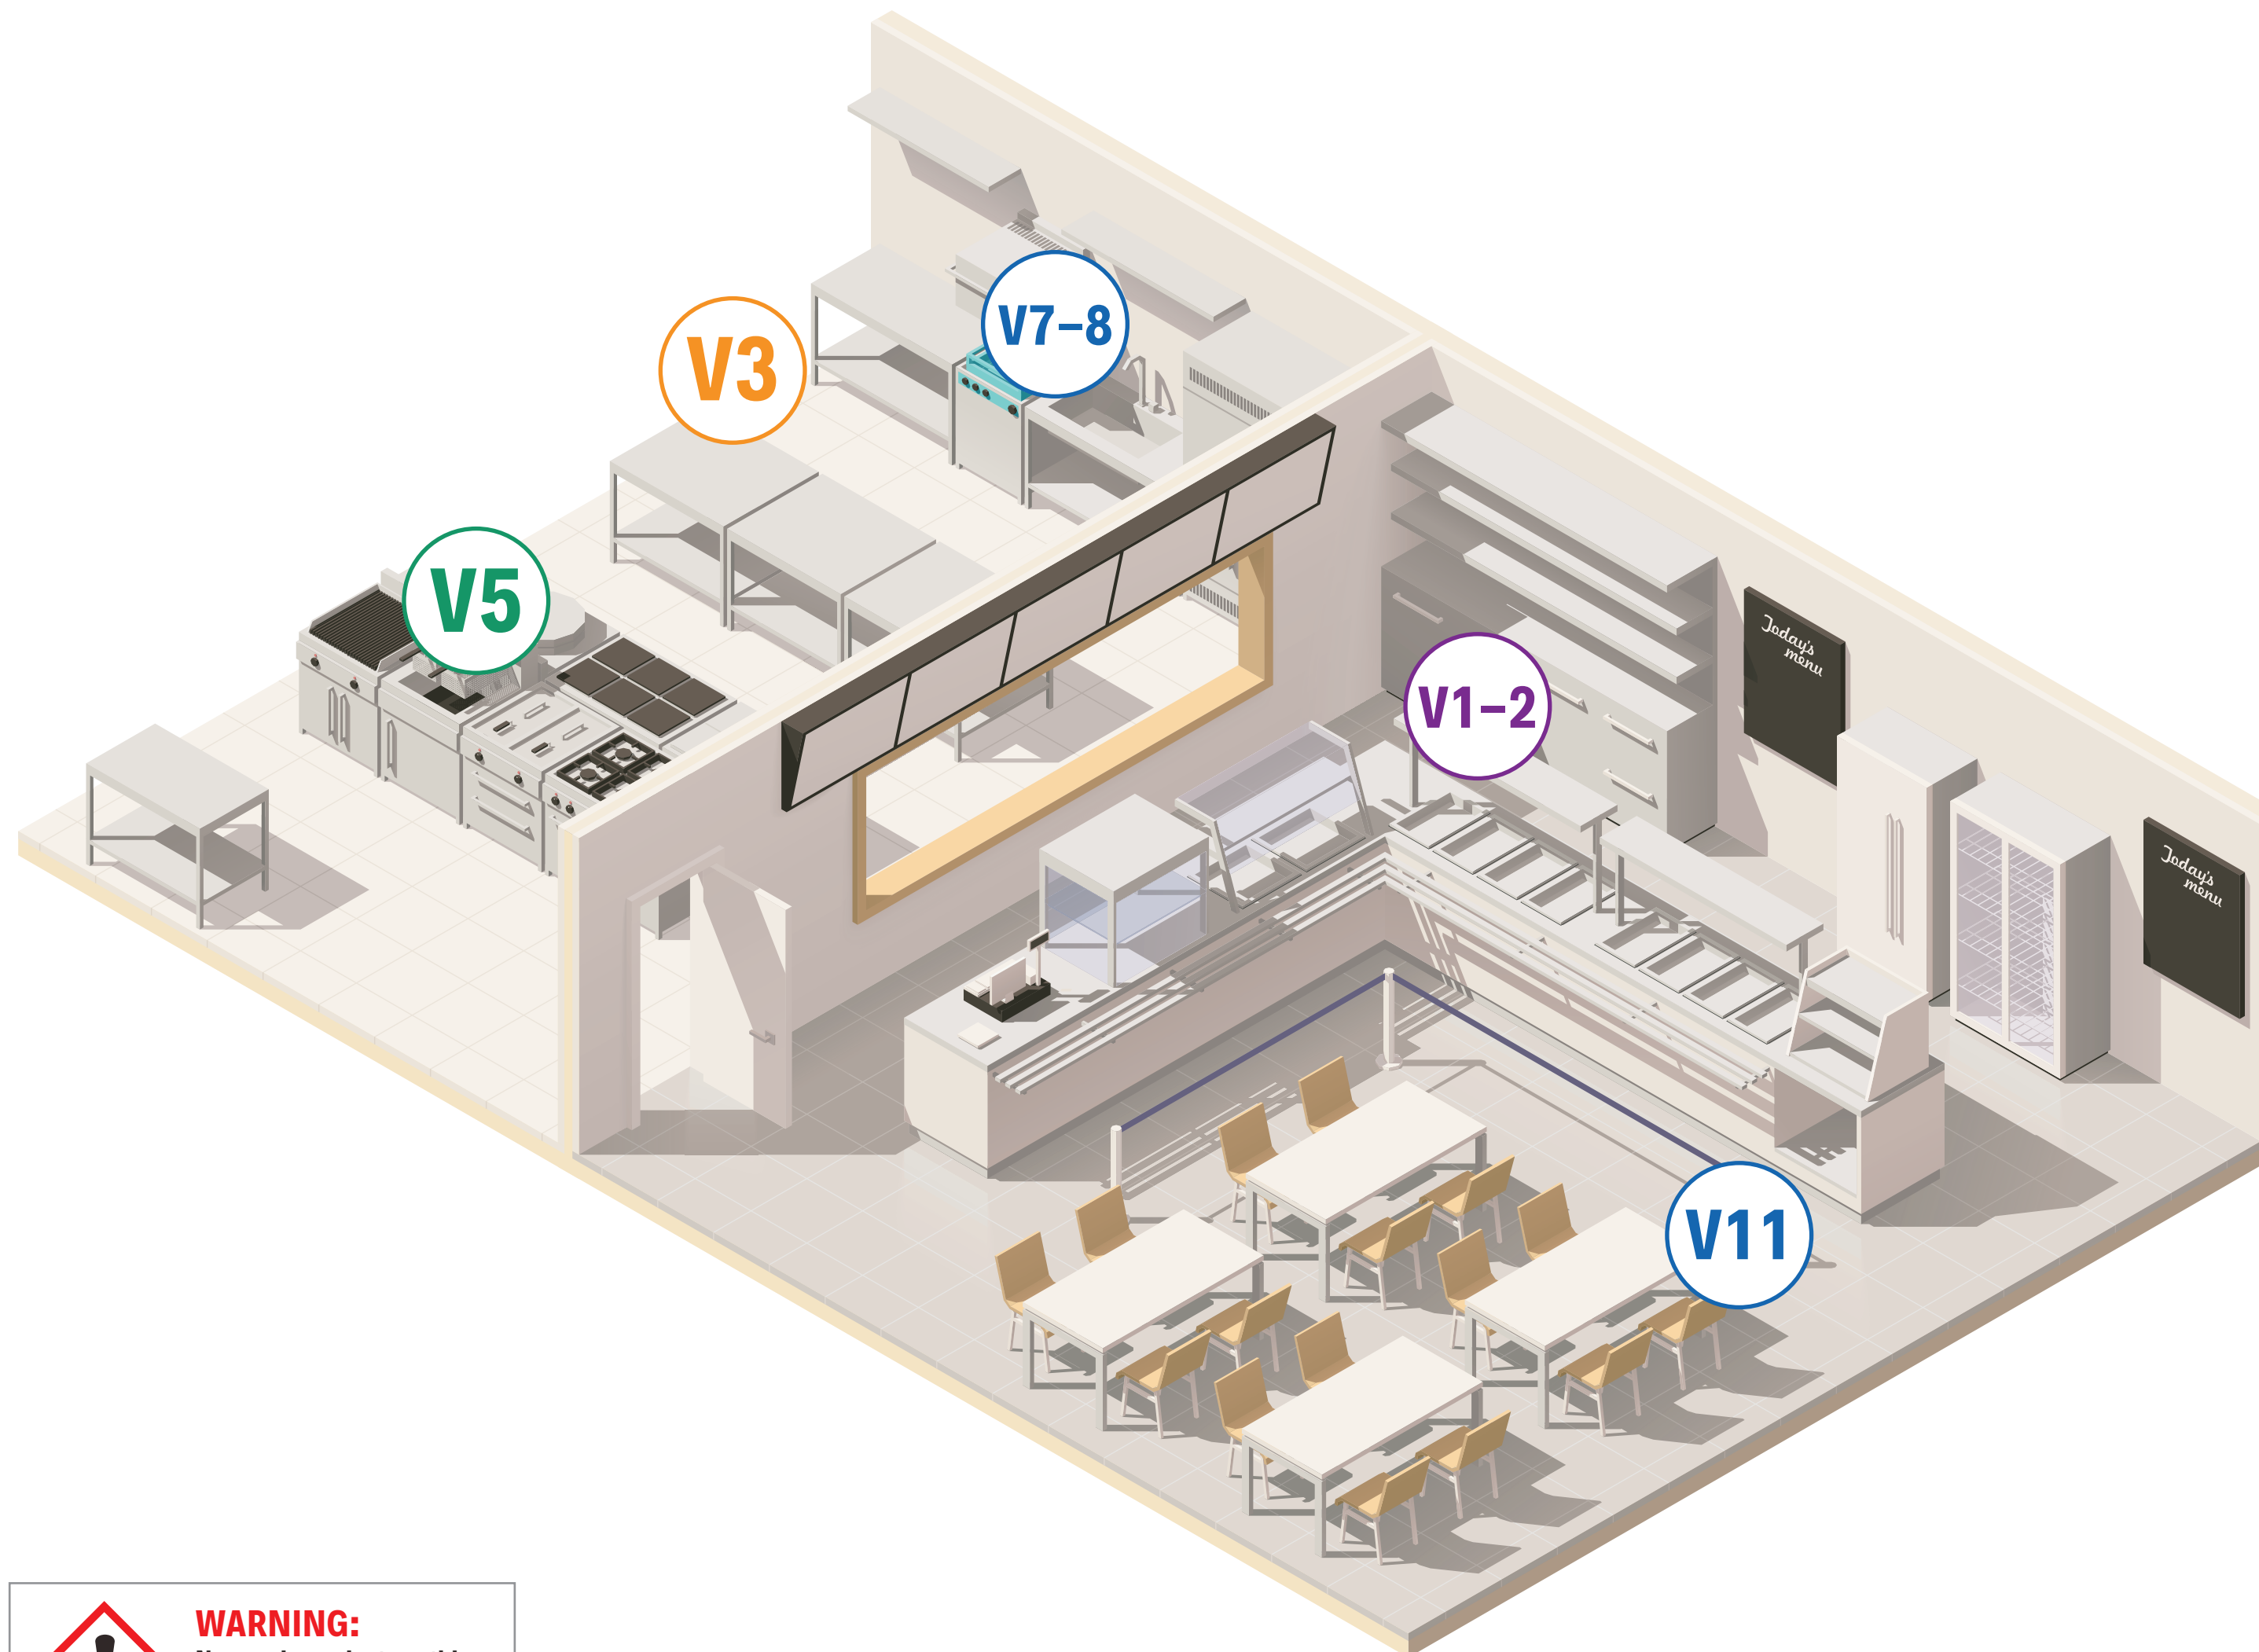 V7–8
V3
V5
Today's
menu
V1–2
Today's
menu
V11
WARNING: